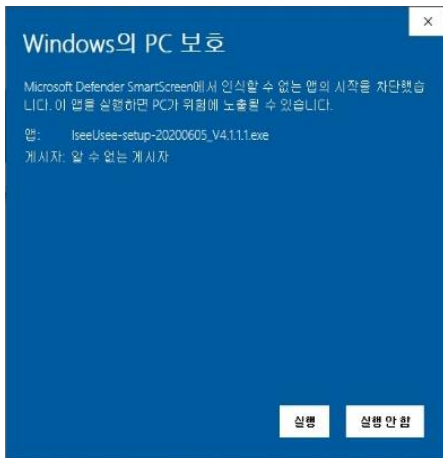 Windows의 PC 보호
Microsoft Defender SmartScreen에서 인식할 수 없는 앱의 시작을 차단했습
니다. 이 앱을 실행하면 PC가 위험에 노출될 수 있습니다.
앱: IseeUsee-setup-20200605_V4.1.1.1.exe
게시자: 알 수 없는 게시자
실행 실행 안 함